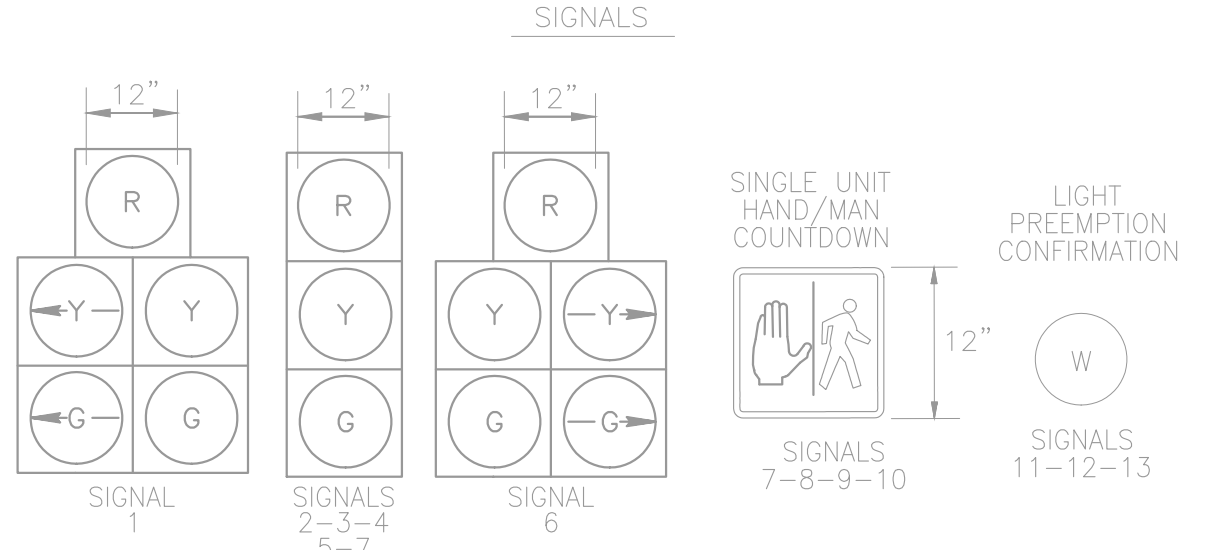 SIGNALS
12”
12”
12”
R
R
R
Y Y
Y
Y Y
G G
G
G G
SIGNAL
1
SIGNALS
2–3–4
5–7
SIGNAL
6
SINGLE UNIT
HAND/MAN
COUNTDOWN
12”
SIGNALS
7–8–9–10
LIGHT
PREEMPTION
CONFIRMATION
W
SIGNALS
11–12–13